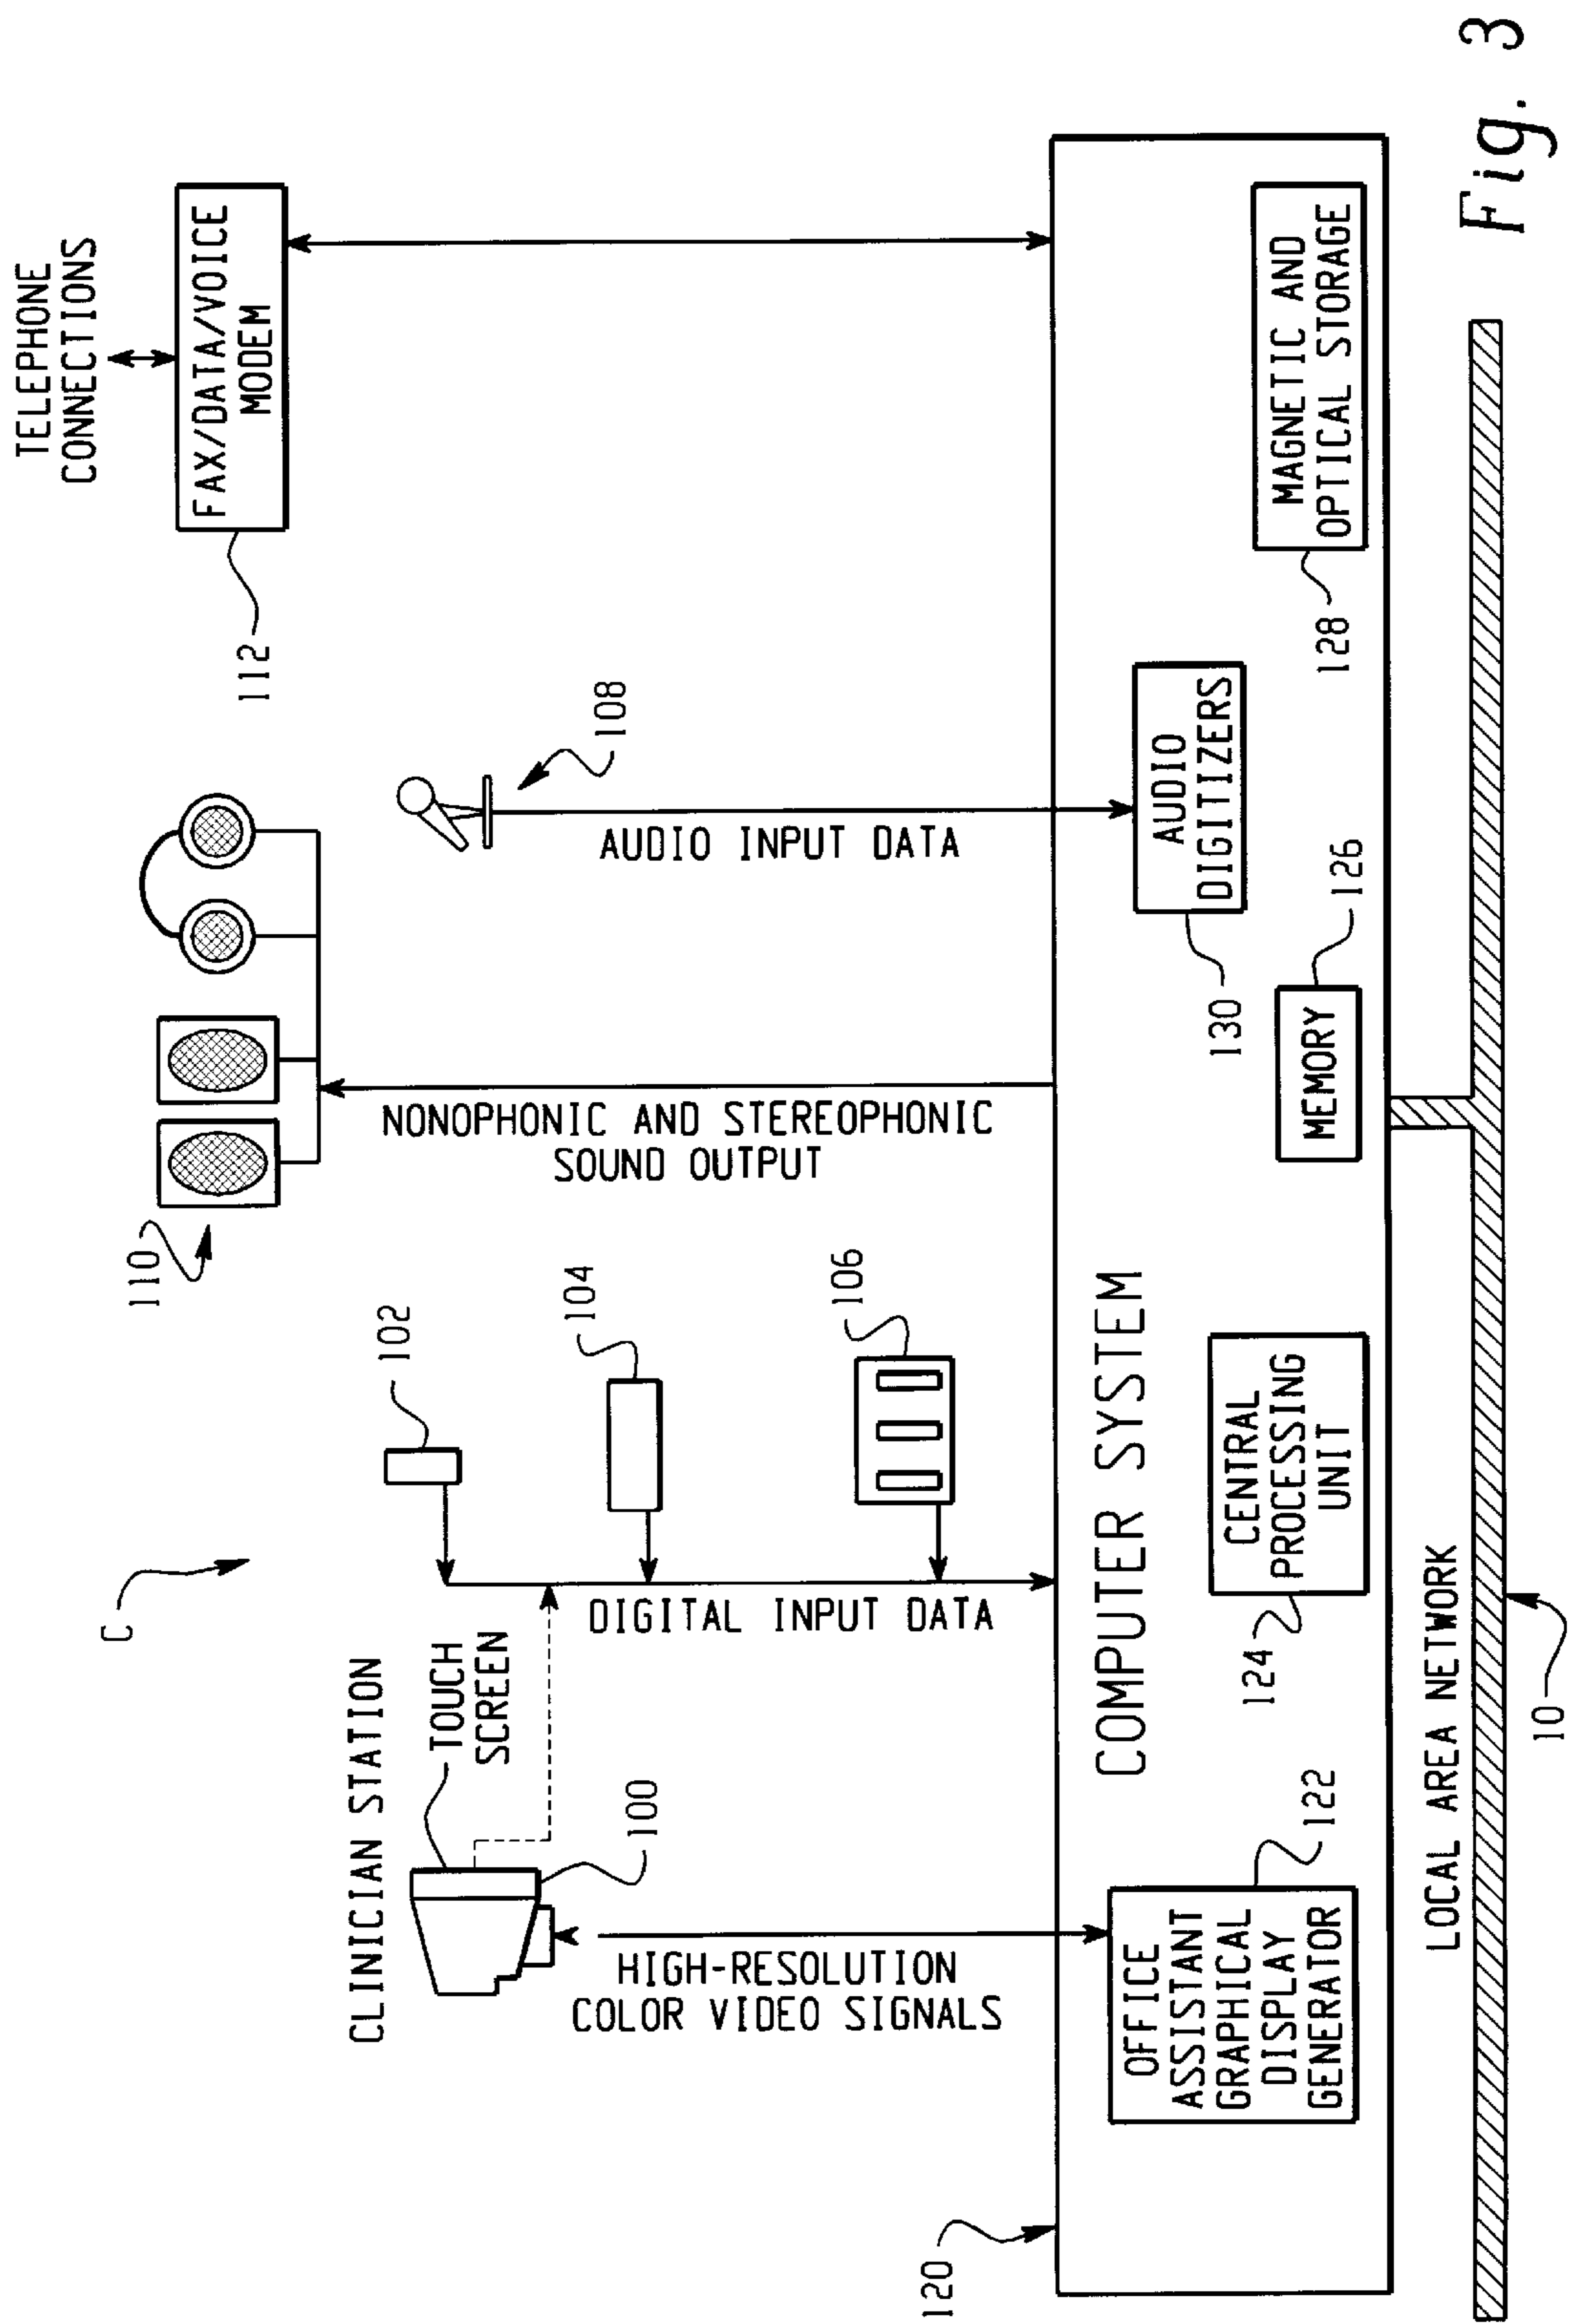 TELEPHONE
CONNECTIONS
FAX/DATA/VOICE
MODEM
112
110
C
102
104
106
108
CLINICIAN STATION
TOUCH
SCREEN
100
HIGH-RESOLUTION
COLOR VIDEO SIGNALS
DIGITAL INPUT DATA
NONOPHONIC AND STEREOPHONIC
SOUND OUTPUT
AUDIO INPUT DATA
120
COMPUTER SYSTEM
OFFICE
ASSISTANT
GRAPHICAL
DISPLAY
GENERATOR
122
124
CENTRAL
PROCESSING
UNIT
MEMORY
126
130
AUDIO
DIGITIZERS
128
MAGNETIC AND
OPTICAL STORAGE
LOCAL AREA NETWORK
10
Fig. 3